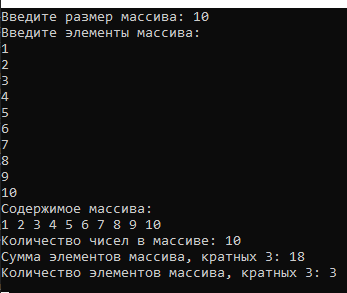 Введите размер массива: 10
Введите элементы массива:
1
2
3
4
5
6
7
8
9
10
Содержимое массива:
1 2 3 4 5 6 7 8 9 10
Количество чисел в массиве: 10
Сумма элементов массива, кратных 3: 18
Количество элементов массива, кратных 3: 3